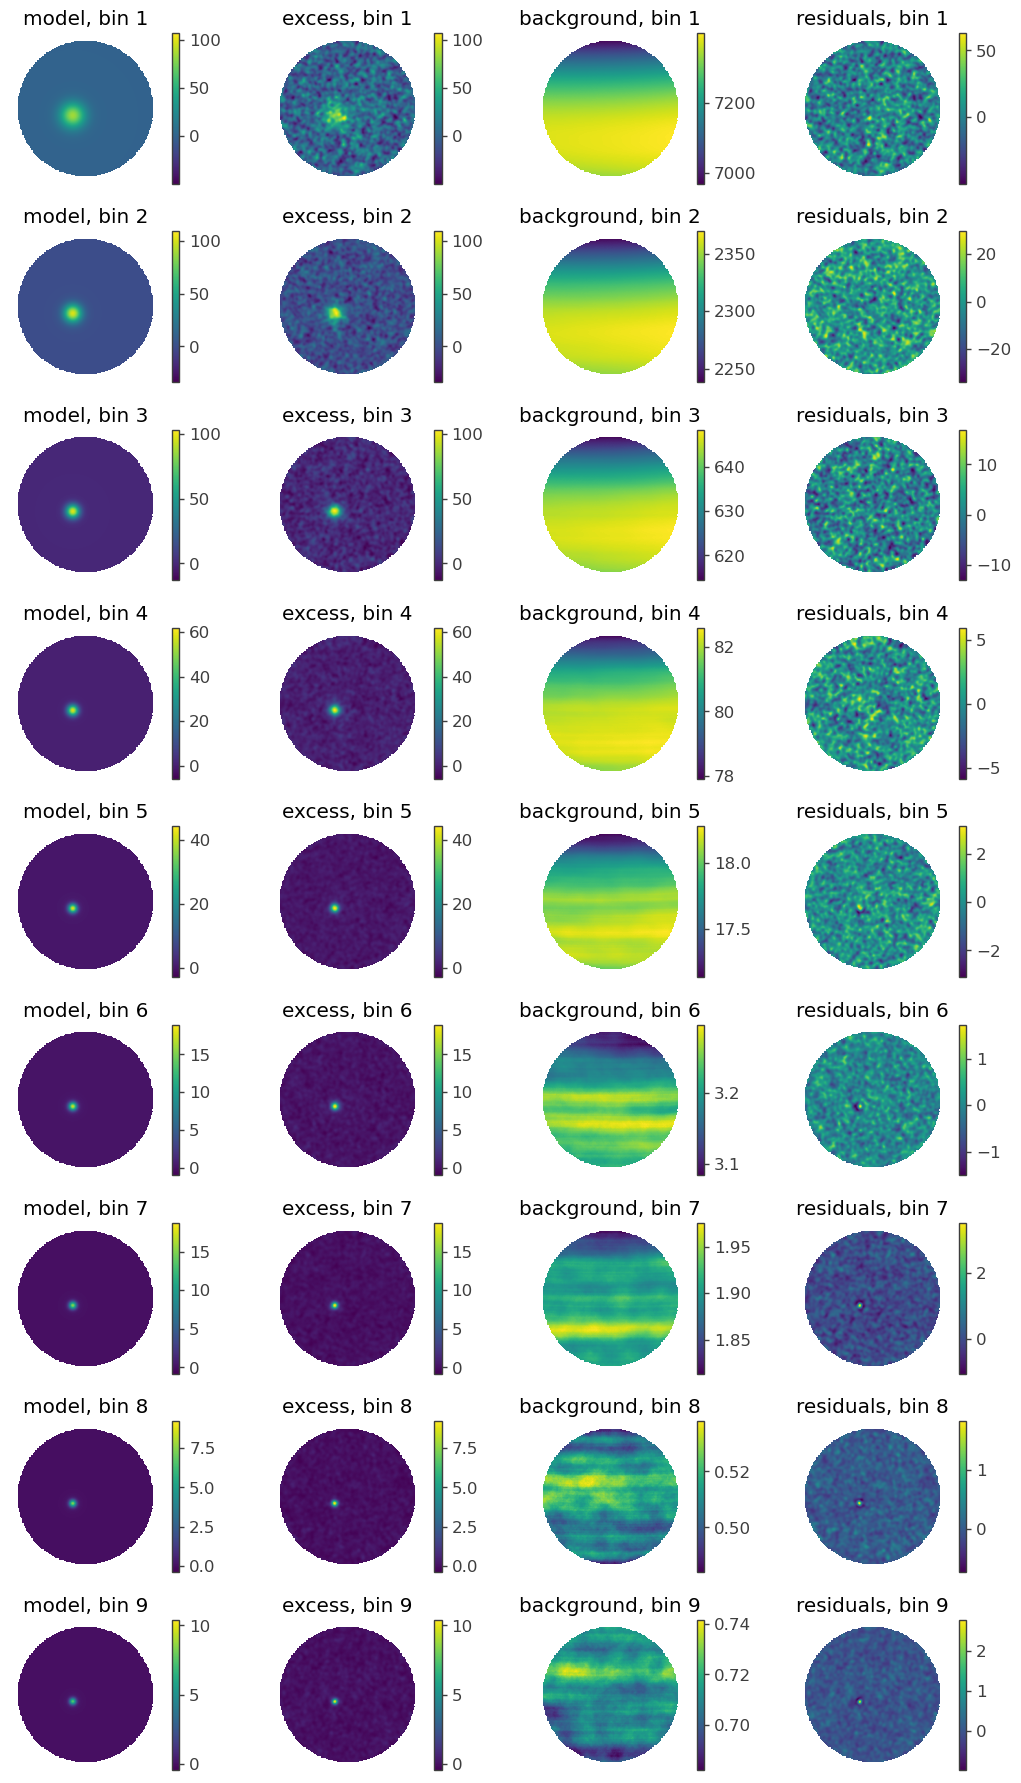 model, bin 1 excess, bin 1 background, bin 1 residuals, bin 1
100 50 0
100 50 0
7200 7000
50 0
model, bin 2 excess, bin 2 background, bin 2 residuals, bin 2
100 50 0
100 50 0
2350 2300 2250
20 0 −20
model, bin 3 excess, bin 3 background, bin 3 residuals, bin 3
100 50 0
100 50 0
640 630 620
10 0 −10
model, bin 4 excess, bin 4 background, bin 4 residuals, bin 4
60 40 20 0
60 40 20 0
82 80 78
5 0 −5
model, bin 5 excess, bin 5 background, bin 5 residuals, bin 5
40 20 0
40 20 0
18.0 17.5
2 0 −2
model, bin 6 excess, bin 6 background, bin 6 residuals, bin 6
15 10 5 0
15 10 5 0
3.2 3.1
1 0 −1
model, bin 7 excess, bin 7 background, bin 7 residuals, bin 7
15 10 5 0
15 10 5 0
1.95 1.90 1.85
2 0
model, bin 8 excess, bin 8 background, bin 8 residuals, bin 8
7.5 5.0 2.5 0.0
7.5 5.0 2.5 0.0
0.52 0.50
1 0
model, bin 9 excess, bin 9 background, bin 9 residuals, bin 9
10 5 0
10 5 0
0.74 0.72 0.70
2 1 0